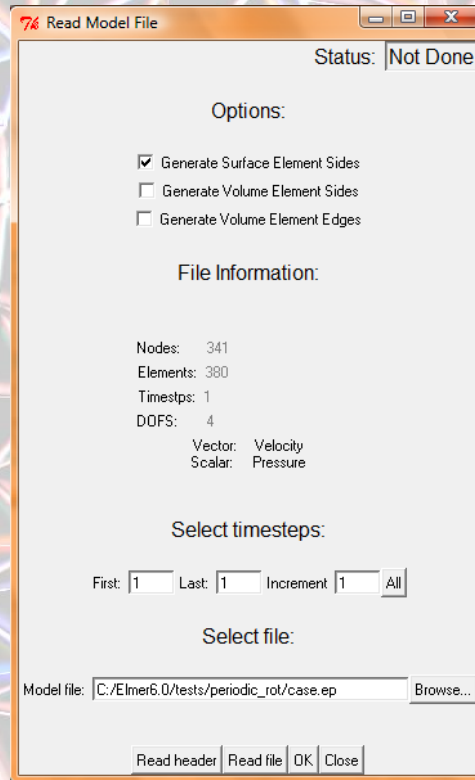 Read Model File
Status: Not Done
Options:
Generate Surface Element Sides
Generate Volume Element Sides
Generate Volume Element Edges
File Information:
Nodes: 341
Elements: 380
Timestps: 1
DOFS: 4
Vector: Velocity
Scalar: Pressure
Select timesteps:
First: 1 Last: 1 Increment 1 All
Select file:
Model file: C:/Elmer6.0/tests/periodic_rot/case.ep Browse...
Read header Read file OK Close